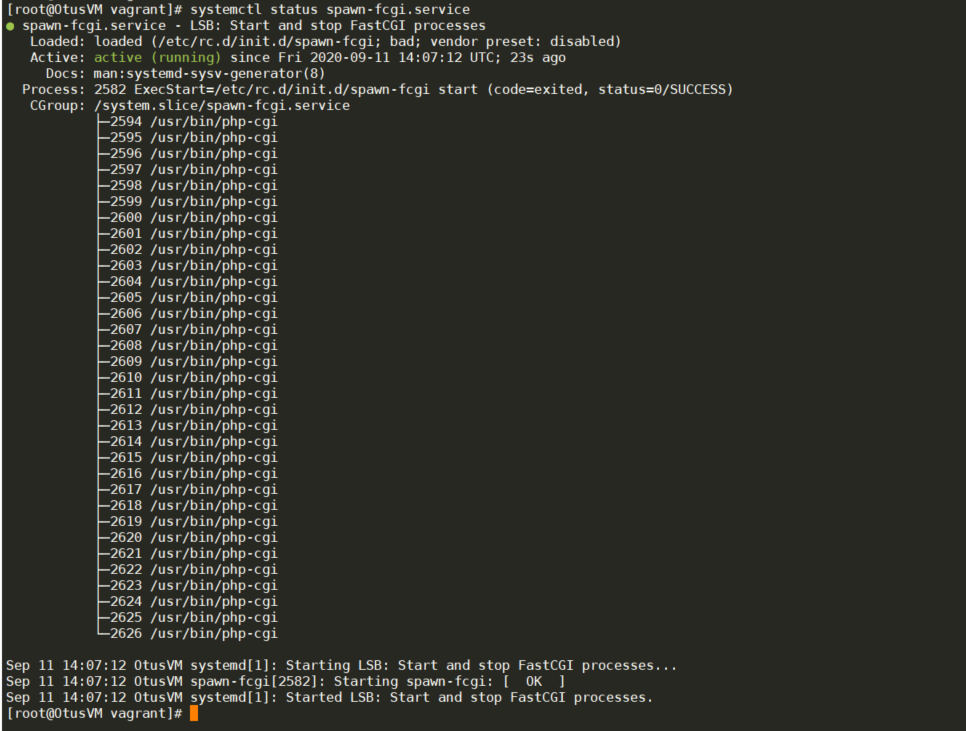 [root@OtusVM vagrant]# systemctl status spawn-fcgi.service
● spawn-fcgi.service - LSB: Start and stop FastCGI processes
   Loaded: loaded (/etc/rc.d/init.d/spawn-fcgi; bad; vendor preset: disabled)
   Active: active (running) since Fri 2020-09-11 14:07:12 UTC; 23s ago
     Docs: man:systemd-sysv-generator(8)
  Process: 2582 ExecStart=/etc/rc.d/init.d/spawn-fcgi start (code=exited, status=0/SUCCESS)
   CGroup: /system.slice/spawn-fcgi.service
           ├─2594 /usr/bin/php-cgi
           ├─2595 /usr/bin/php-cgi
           ├─2596 /usr/bin/php-cgi
           ├─2597 /usr/bin/php-cgi
           ├─2598 /usr/bin/php-cgi
           ├─2599 /usr/bin/php-cgi
           ├─2600 /usr/bin/php-cgi
           ├─2601 /usr/bin/php-cgi
           ├─2602 /usr/bin/php-cgi
           ├─2603 /usr/bin/php-cgi
           ├─2604 /usr/bin/php-cgi
           ├─2605 /usr/bin/php-cgi
           ├─2606 /usr/bin/php-cgi
           ├─2607 /usr/bin/php-cgi
           ├─2608 /usr/bin/php-cgi
           ├─2609 /usr/bin/php-cgi
           ├─2610 /usr/bin/php-cgi
           ├─2611 /usr/bin/php-cgi
           ├─2612 /usr/bin/php-cgi
           ├─2613 /usr/bin/php-cgi
           ├─2614 /usr/bin/php-cgi
           ├─2615 /usr/bin/php-cgi
           ├─2616 /usr/bin/php-cgi
           ├─2617 /usr/bin/php-cgi
           ├─2618 /usr/bin/php-cgi
           ├─2619 /usr/bin/php-cgi
           ├─2620 /usr/bin/php-cgi
           ├─2621 /usr/bin/php-cgi
           ├─2622 /usr/bin/php-cgi
           ├─2623 /usr/bin/php-cgi
           ├─2624 /usr/bin/php-cgi
           ├─2625 /usr/bin/php-cgi
           └─2626 /usr/bin/php-cgi

Sep 11 14:07:12 OtusVM systemd[1]: Starting LSB: Start and stop FastCGI processes...
Sep 11 14:07:12 OtusVM spawn-fcgi[2582]: Starting spawn-fcgi: [  OK  ]
Sep 11 14:07:12 OtusVM systemd[1]: Started LSB: Start and stop FastCGI processes.
[root@OtusVM vagrant]#